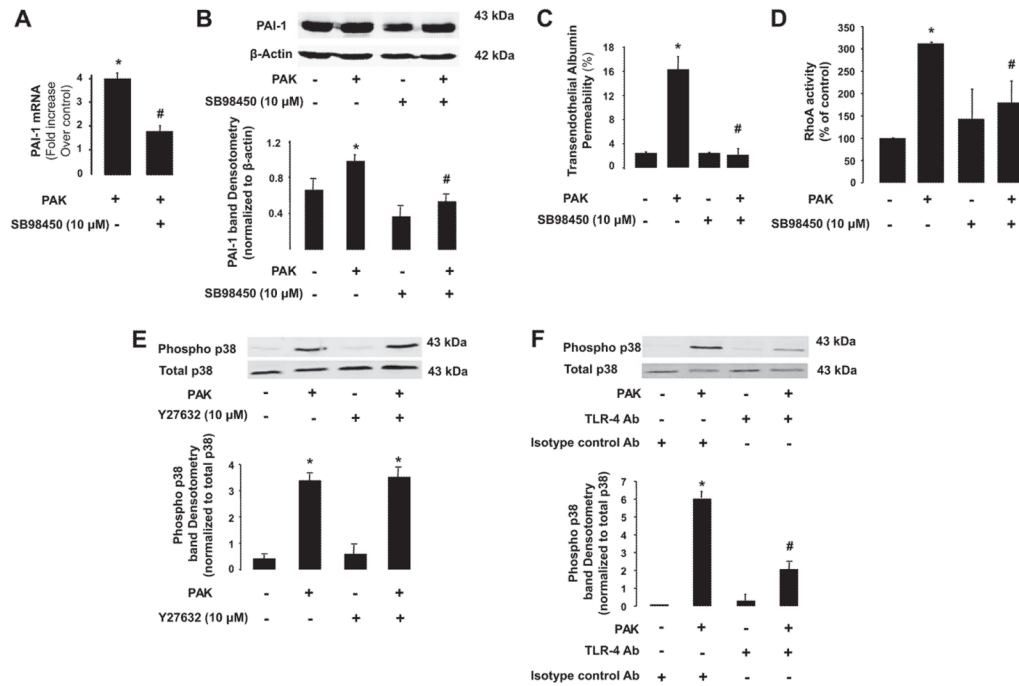 A
PAI-1 mRNA
(Fold increase
Over control)
4
3
2
1
0
*
#
PAK
+ +
SB98450 (10 µM)
- +
B
PAI-1
43 kDa
β-Actin
42 kDa
PAK
- + - +
SB98450 (10 µM)
- - + +
PAI-1 band Densotometry
(normalized to β-actin)
1.2
0.8
0.4
*
#
PAK
- + - +
SB98450 (10 µM)
- - + +
C
Transendothelial Albumin
Permeability (%)
20
16
12
8
4
0
*
#
PAK
- + - +
SB98450 (10 µM)
- - + +
D
RhoA activity
(% of control)
350
300
250
200
150
100
50
0
*
#
PAK
- + - +
SB98450 (10 µM)
- - + +
E
Phospho p38
43 kDa
Total p38
43 kDa
PAK
- + - +
Y27632 (10 µM)
- - + +
Phospho p38
band Densotometry
(normalized to total p38)
4
3
2
1
0
*
*
PAK
- + - +
Y27632 (10 µM)
- - + +
F
Phospho p38
43 kDa
Total p38
43 kDa
PAK
- + - +
TLR-4 Ab
- - + +
Isotype control Ab
+ + - -
Phospho p38
band Densotometry
(normalized to total p38)
7
6
5
4
3
2
1
0
*
#
PAK
- + - +
TLR-4 Ab
- - + +
Isotype control Ab
+ + - -